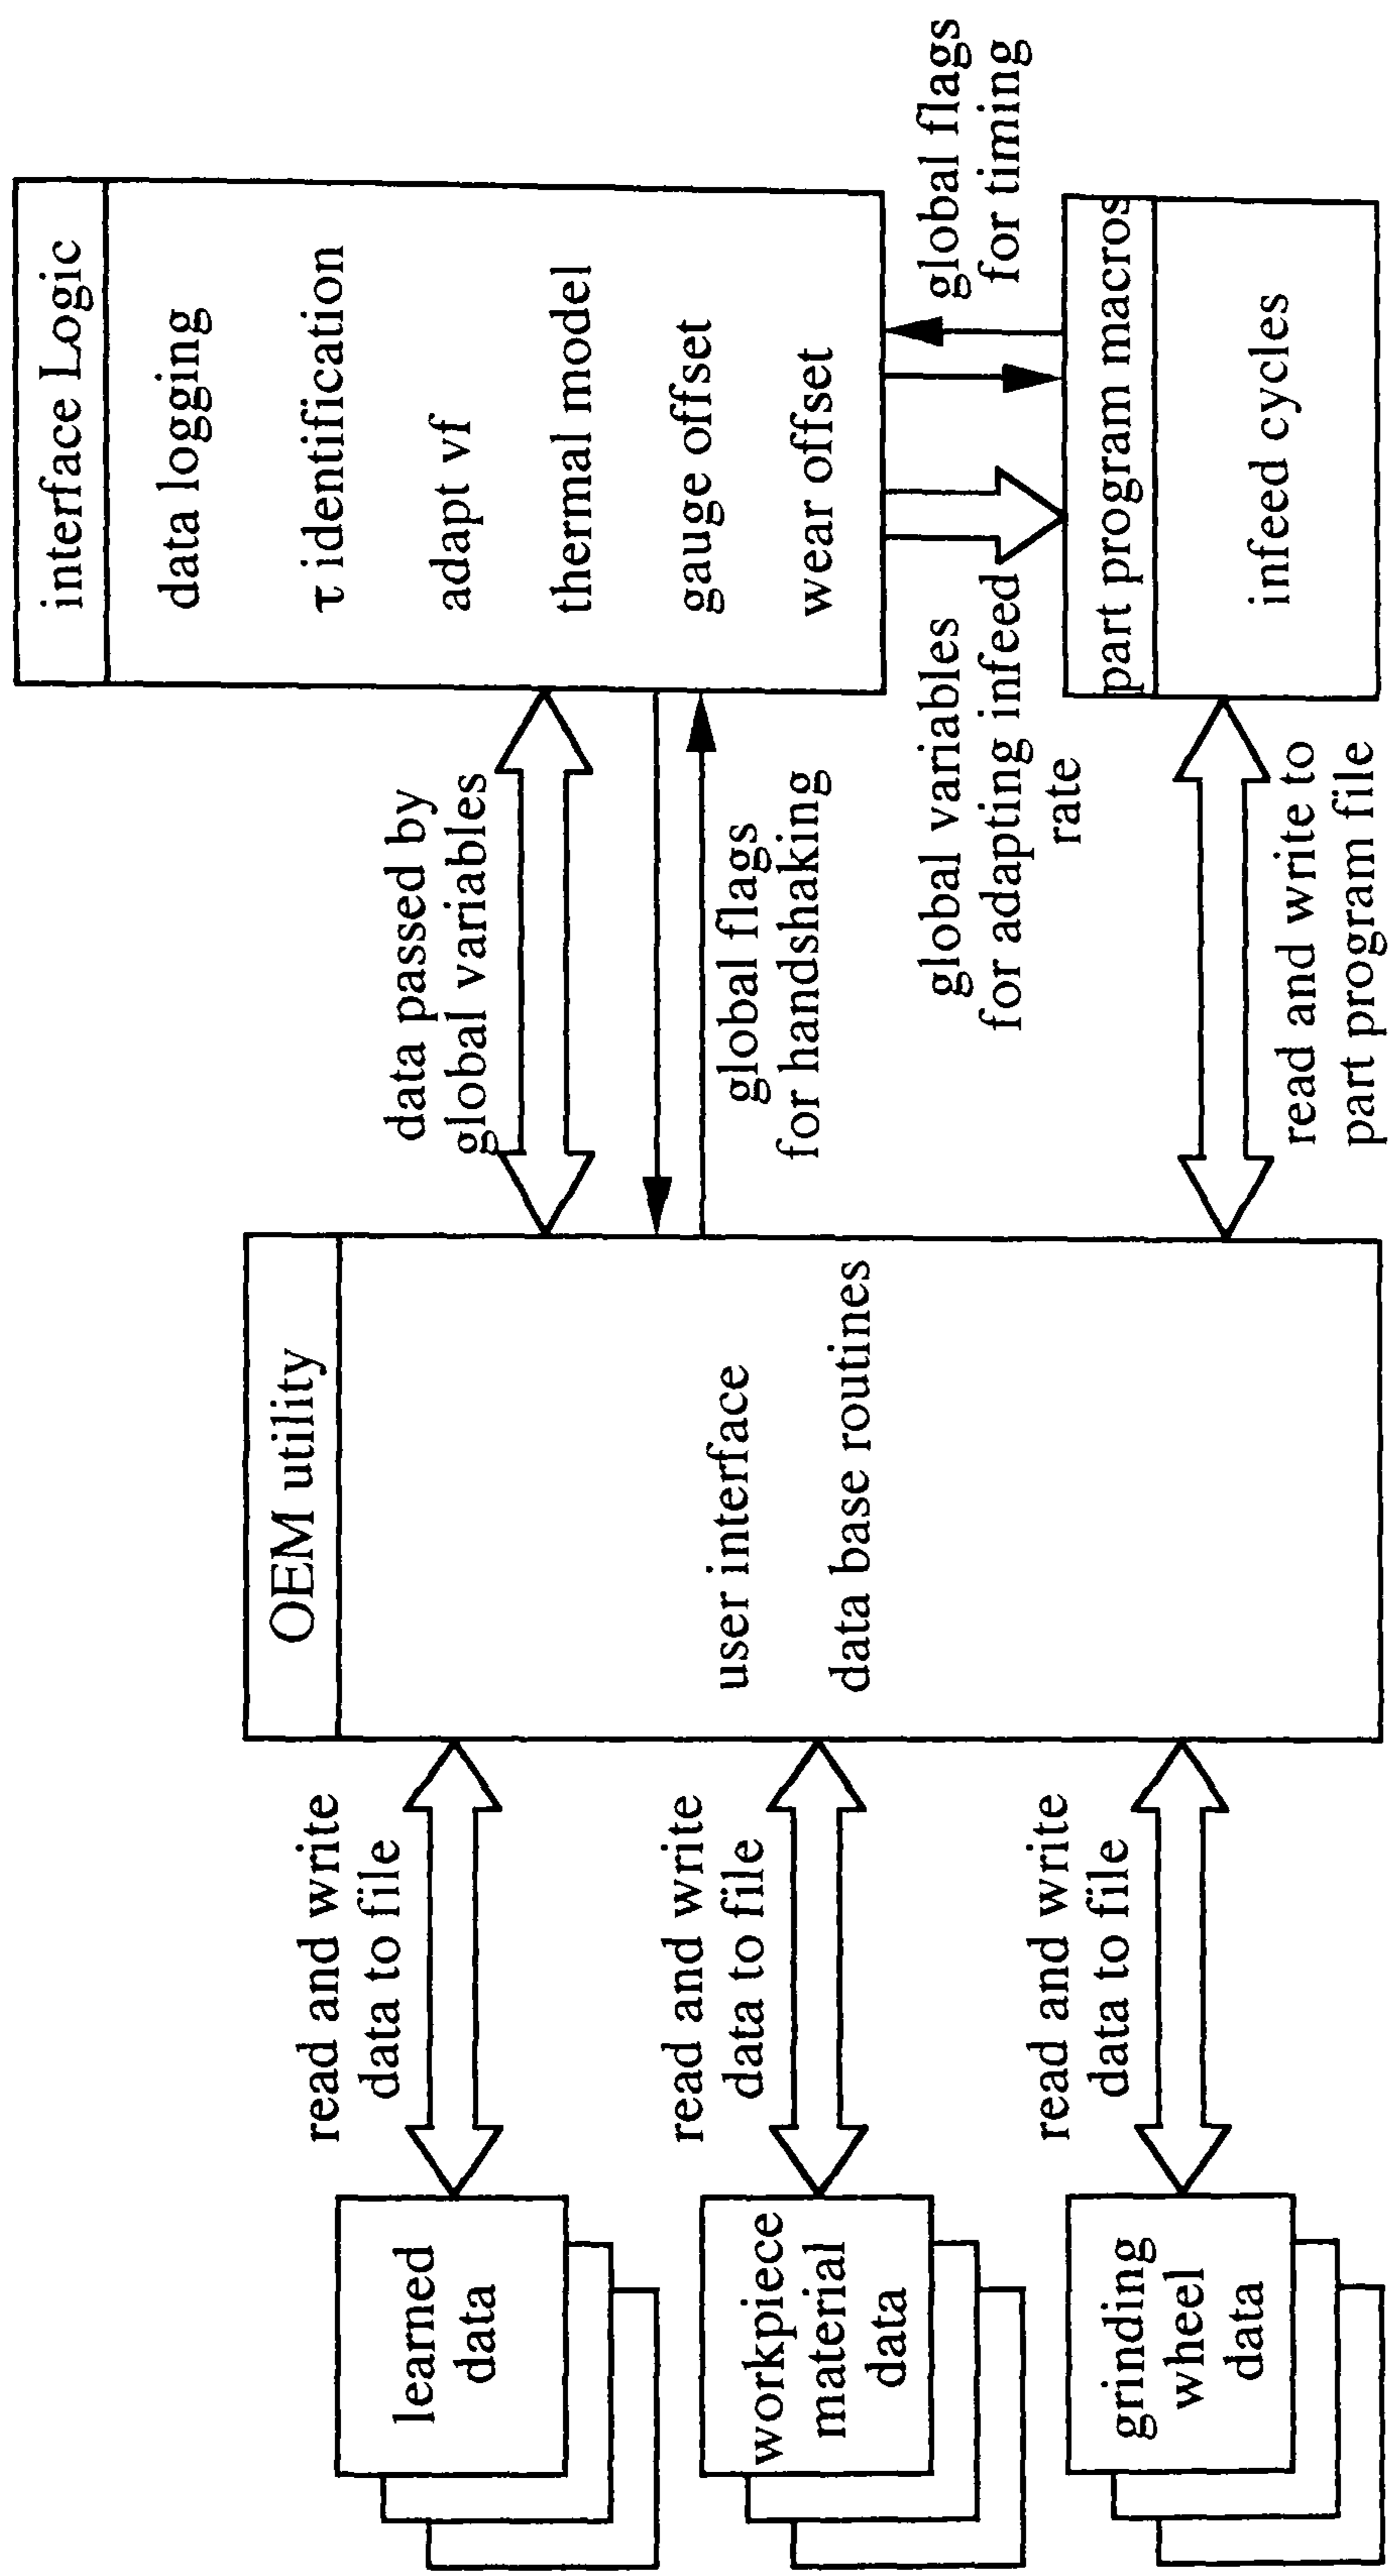 interface Logic
data logging
τ identification
adapt vf
thermal model
gauge offset
wear offset
global flags
for timing
part program macros
infeed cycles
data passed by
global variables
global flags
for handshaking
global variables
for adapting infeed
rate
read and write to
part program file
OEM utility
user interface
data base routines
read and write
data to file
read and write
data to file
read and write
data to file
learned
data
workpiece
material
data
grinding
wheel
data